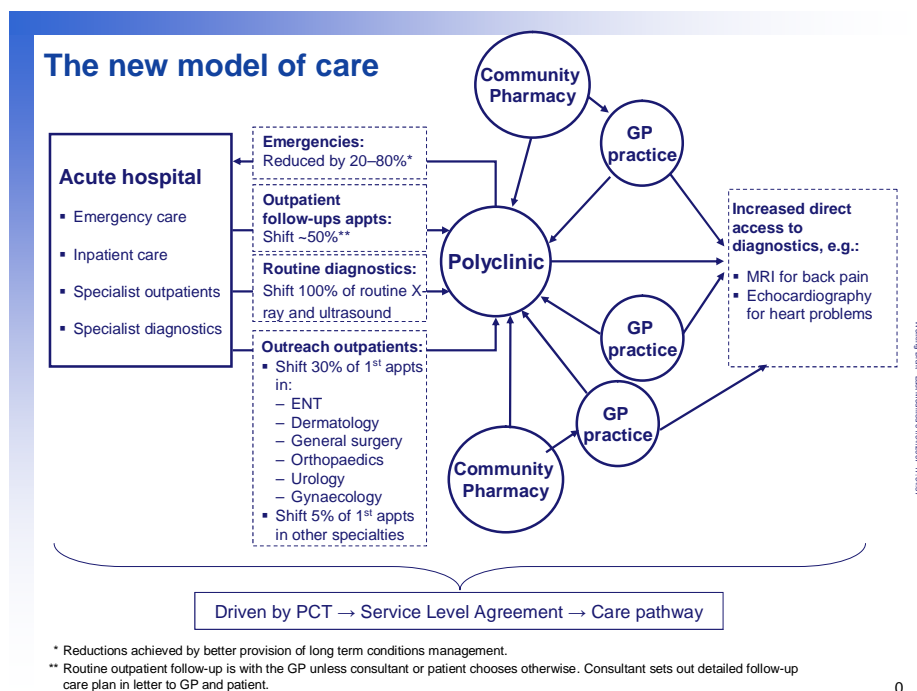 The new model of care
Community
Pharmacy
GP
practice
Acute hospital
▪ Emergency care
▪ Inpatient care
▪ Specialist outpatients
▪ Specialist diagnostics
Emergencies:
Reduced by 20–80%*
Outpatient
follow-ups appts:
Shift ~50%**
Routine diagnostics:
Shift 100% of routine X-
ray and ultrasound
Outreach outpatients:
▪ Shift 30% of 1st appts
in:
– ENT
– Dermatology
– General surgery
– Orthopaedics
– Urology
– Gynaecology
▪ Shift 5% of 1st appts
in other specialties
Polyclinic
Increased direct
access to
diagnostics, e.g.:
▪ MRI for back pain
▪ Echocardiography
for heart problems
GP
practice
GP
practice
Community
Pharmacy
Driven by PCT → Service Level Agreement → Care pathway
* Reductions achieved by better provision of long term conditions management.
** Routine outpatient follow-up is with the GP unless consultant or patient chooses otherwise. Consultant sets out detailed follow-up
care plan in letter to GP and patient.
0